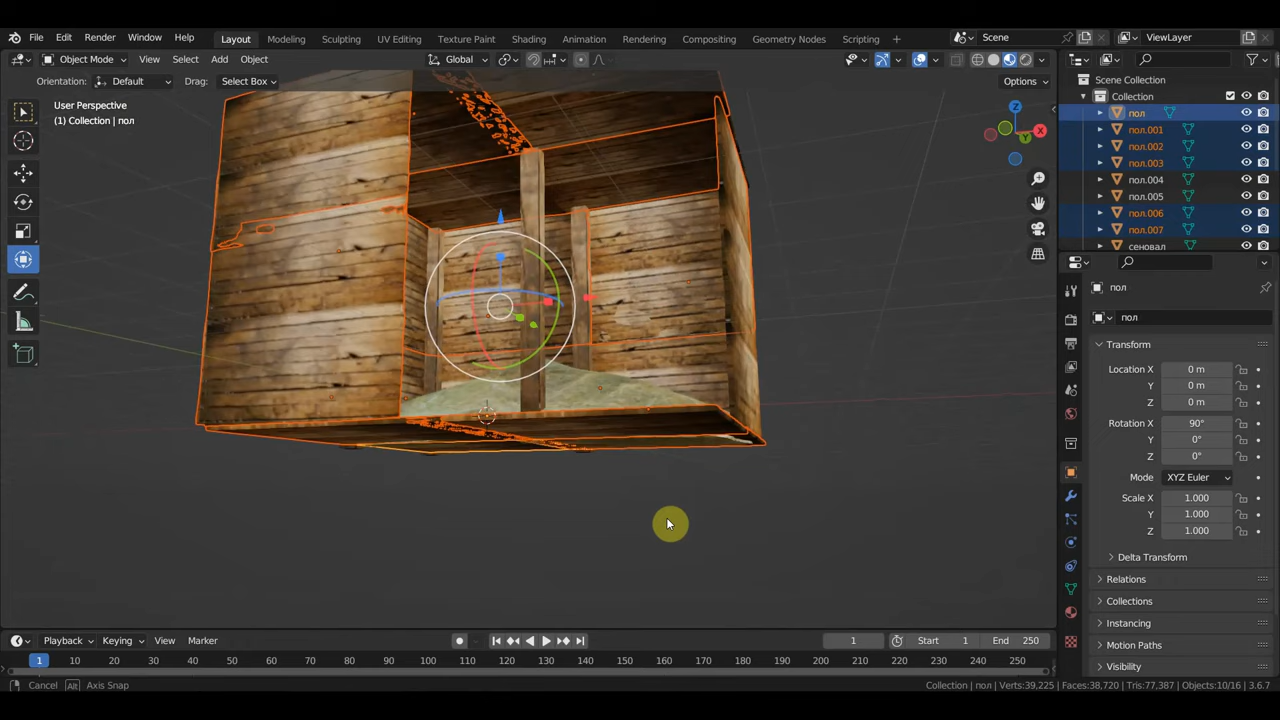 File Edit Render Window Help Layout Modeling Sculpting UV Editing Texture Paint Shading Animation Rendering Compositing Geometry Nodes Scripting + Scene ViewLayer
Object Mode View Select Add Object Global Options
Orientation: Default Drag: Select Box
User Perspective
(1) Collection | пол
Z
X
Y
Scene Collection
Collection
пол
пол.001
пол.002
пол.003
пол.004
пол.005
пол.006
пол.007
сеновал
пол
пол
Transform
Location X 0 m
Y 0 m
Z 0 m
Rotation X 90°
Y 0°
Z 0°
Mode XYZ Euler
Scale X 1.000
Y 1.000
Z 1.000
Delta Transform
Relations
Collections
Instancing
Motion Paths
Visibility
Playback Keying View Marker 1 Start 1 End 250
1 10 20 30 40 50 60 70 80 90 100 110 120 130 140 150 160 170 180 190 200 210 220 230 240 250
Cancel Alt Axis Snap Collection | пол | Verts:39,225 | Faces:38,720 | Tris:77,387 | Objects:10/16 | 3.6.7